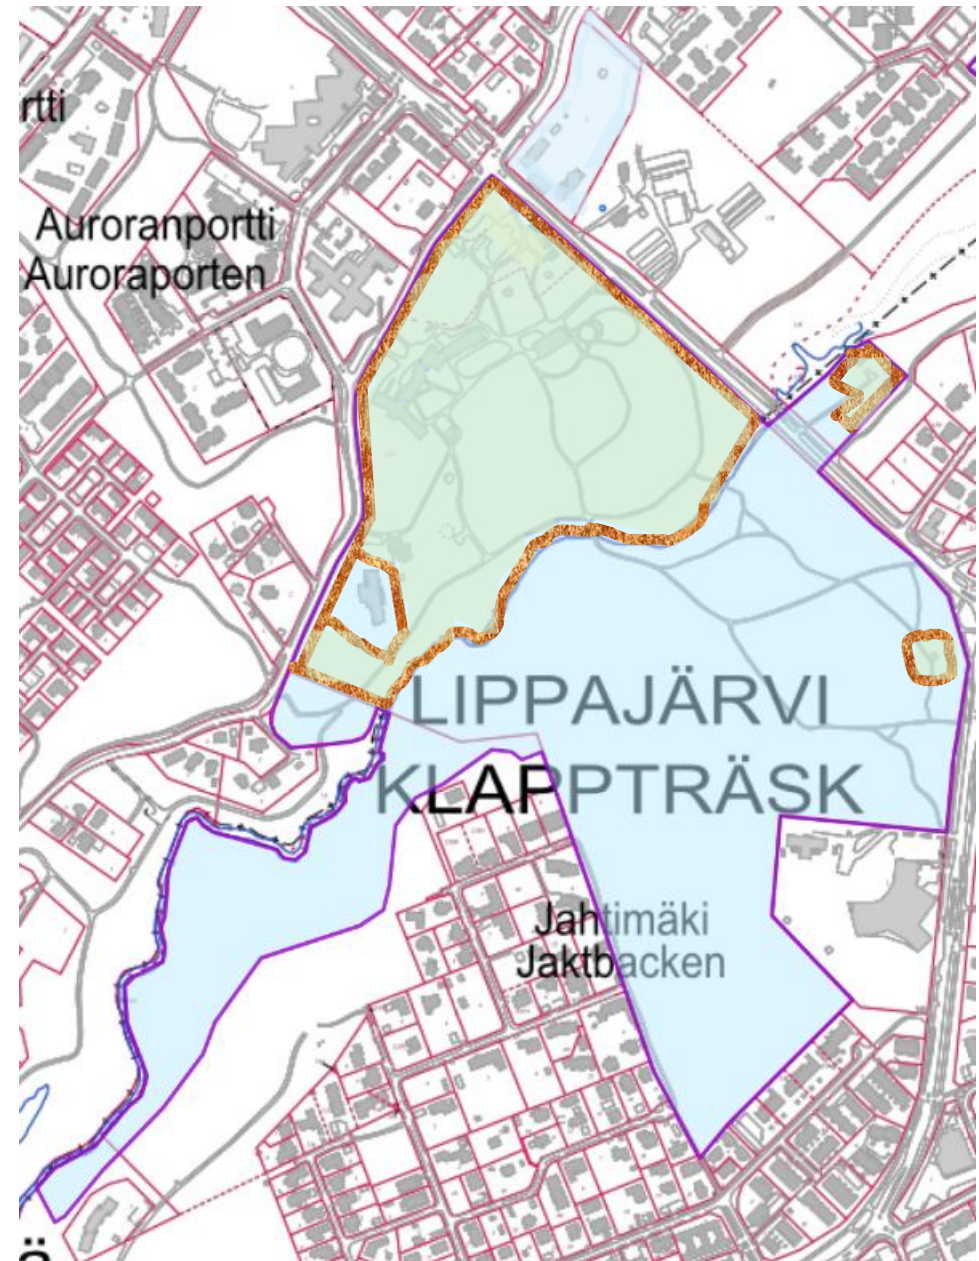 rtti
Auroranportti
Auroraporten
LIPPAJÄRVI
KLAPPTRÄSK
Jahtimäki
Jaktbacken
Ä